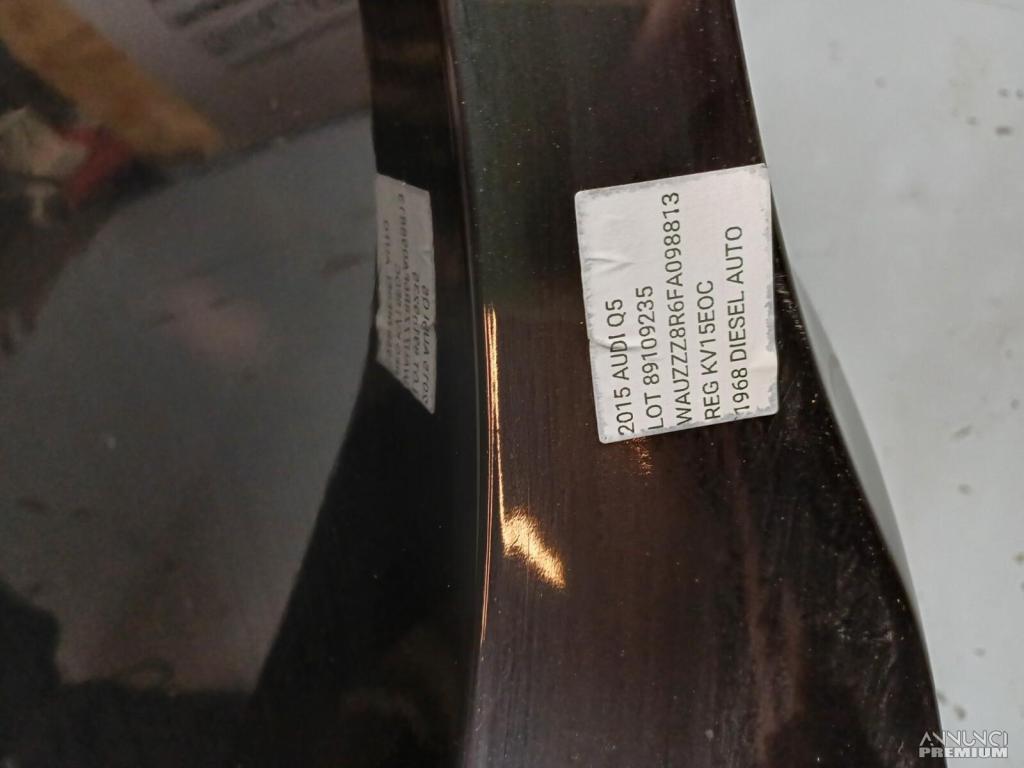 2015 AUDI Q5
LOT 89109235
WAUZZZ8R6FA098813
REG KV15EOC
1968 DIESEL AUTO
ANNUNCI
PREMIUM